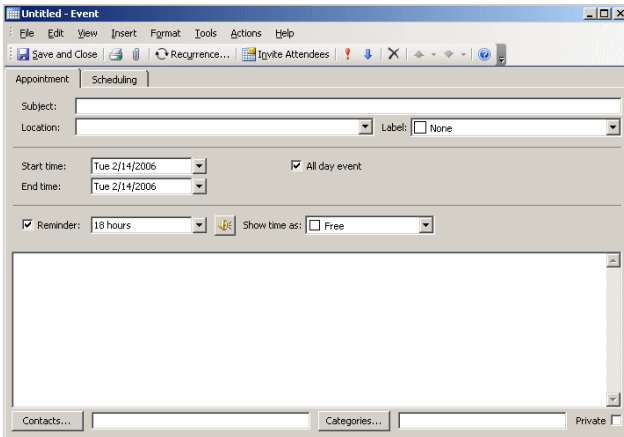 Untitled - Event
File Edit View Insert Format Tools Actions Help
Save and Close Recurrence... Invite Attendees
Appointment Scheduling
Subject:
Location: Label: None
Start time: Tue 2/14/2006 All day event
End time: Tue 2/14/2006
Reminder: 18 hours Show time as: Free
Contacts... Categories... Private